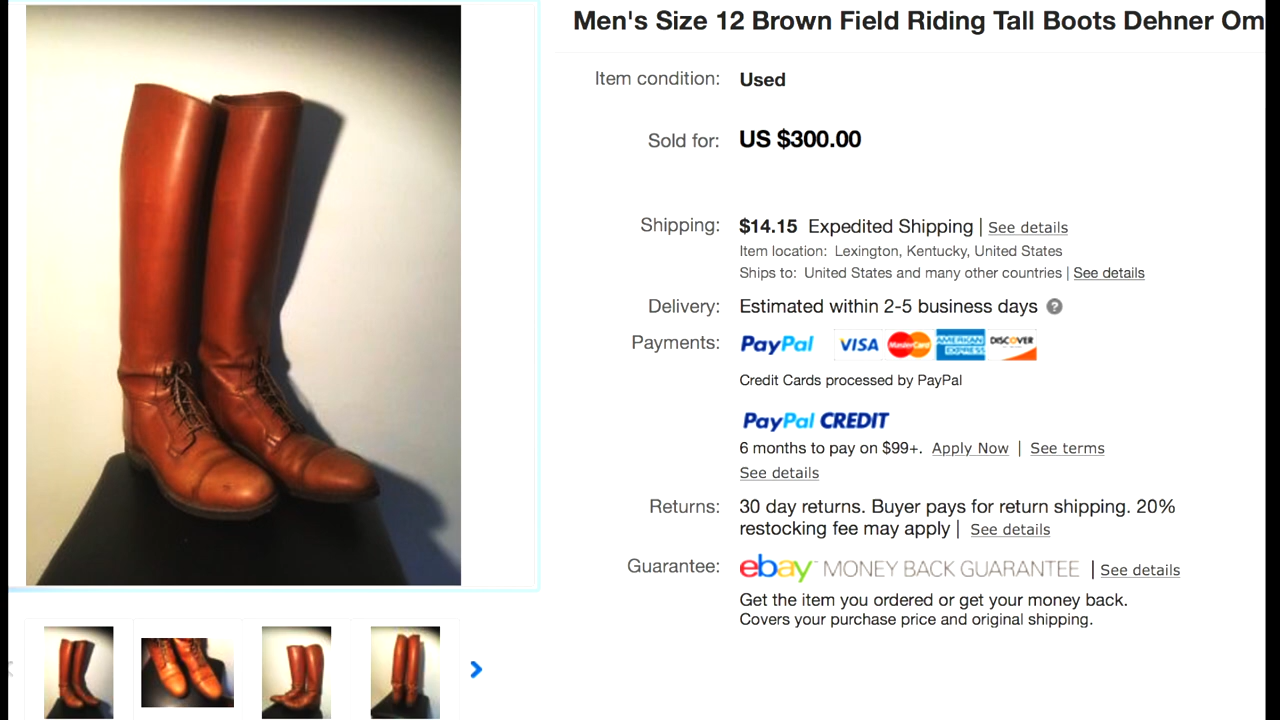 Men's Size 12 Brown Field Riding Tall Boots Dehner Om
Item condition: Used
Sold for: US $300.00
Shipping: $14.15 Expedited Shipping | See details
Item location: Lexington, Kentucky, United States
Ships to: United States and many other countries | See details
Delivery: Estimated within 2-5 business days ?
Payments: PayPal VISA MasterCard AMERICAN EXPRESS DISCOVER
Credit Cards processed by PayPal
PayPal CREDIT
6 months to pay on $99+. Apply Now | See terms
See details
Returns: 30 day returns. Buyer pays for return shipping. 20%
restocking fee may apply | See details
Guarantee: ebay MONEY BACK GUARANTEE | See details
Get the item you ordered or get your money back.
Covers your purchase price and original shipping.